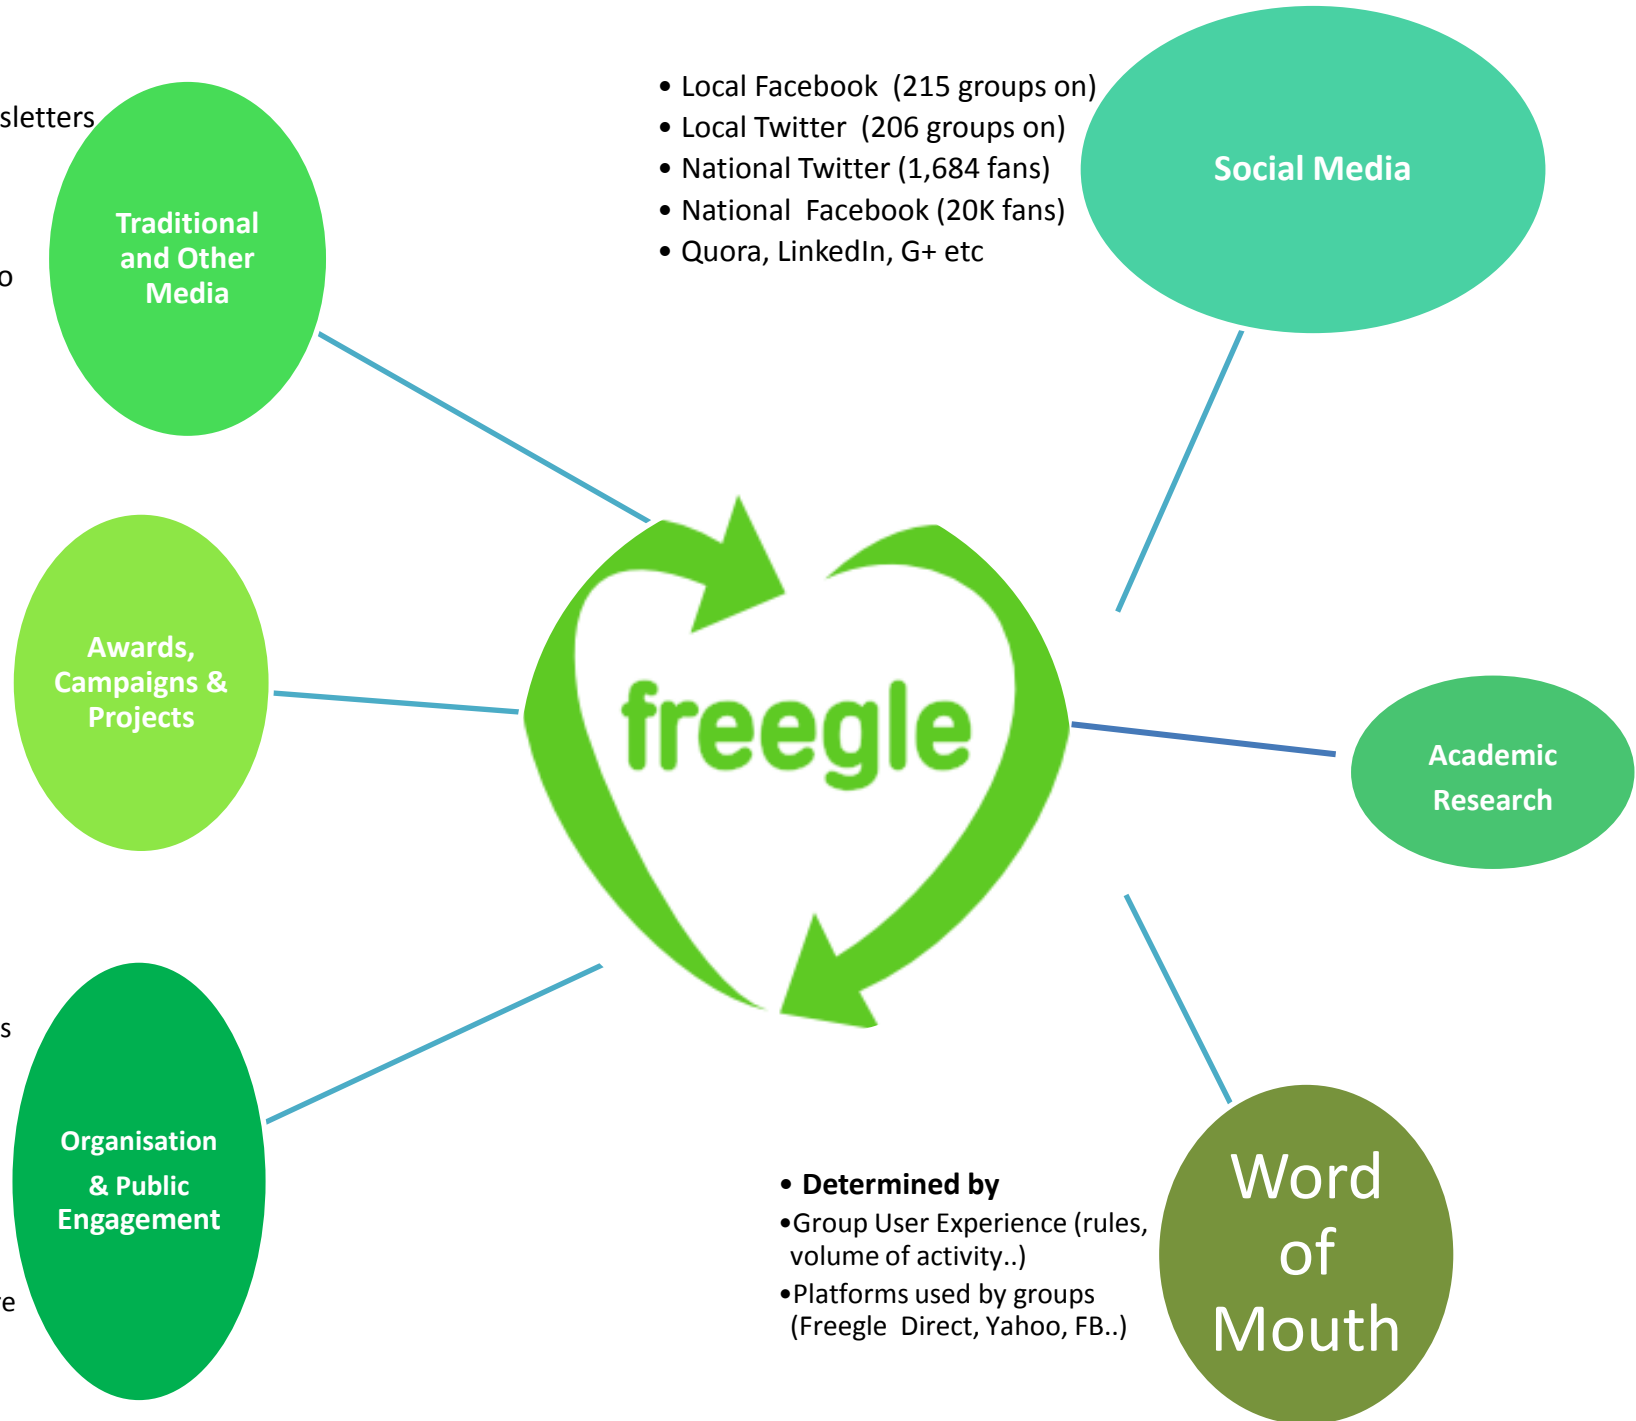 • Local Facebook (215 groups on)
• Local Twitter (206 groups on)
• National Twitter (1,684 fans)
• National Facebook (20K fans)
• Quora, LinkedIn, G+ etc
Social Media
Traditional
and Other
Media
Awards,
Campaigns &
Projects
freegle
Academic
Research
Organisation
& Public
Engagement
• Determined by
•Group User Experience (rules,
volume of activity..)
•Platforms used by groups
(Freegle Direct, Yahoo, FB..)
Word
of
Mouth